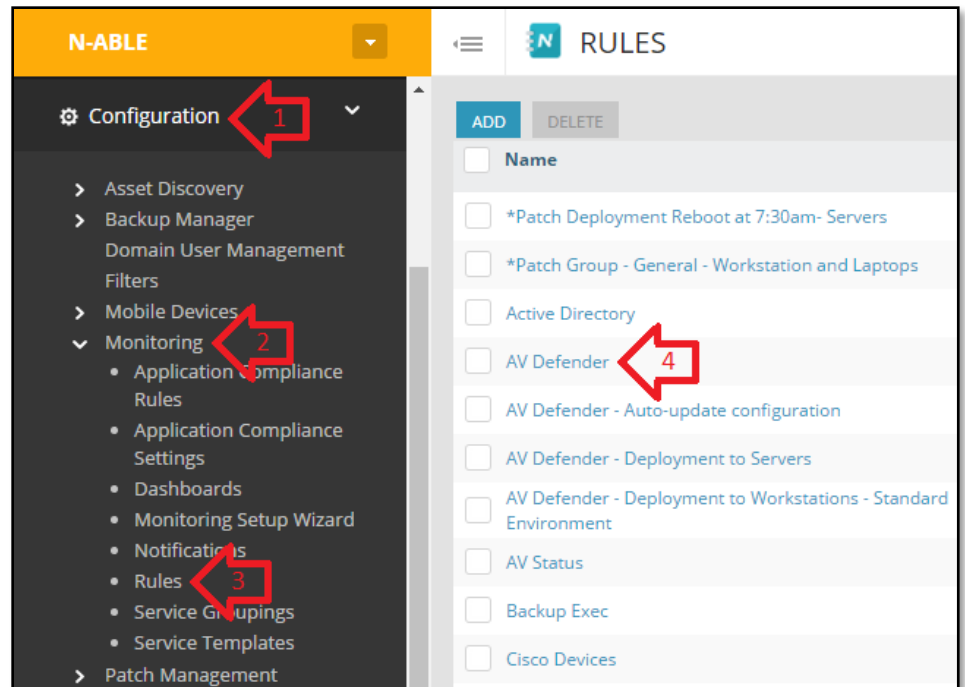 N-ABLE
Configuration
1
Asset Discovery
Backup Manager
Domain User Management
Filters
Mobile Devices
Monitoring
2
Application Compliance
Rules
Application Compliance
Settings
Dashboards
Monitoring Setup Wizard
Notifications
Rules
3
Service Groupings
Service Templates
Patch Management
N
RULES
ADD
DELETE
Name
*Patch Deployment Reboot at 7:30am- Servers
*Patch Group - General - Workstation and Laptops
Active Directory
AV Defender
4
AV Defender - Auto-update configuration
AV Defender - Deployment to Servers
AV Defender - Deployment to Workstations - Standard
Environment
AV Status
Backup Exec
Cisco Devices